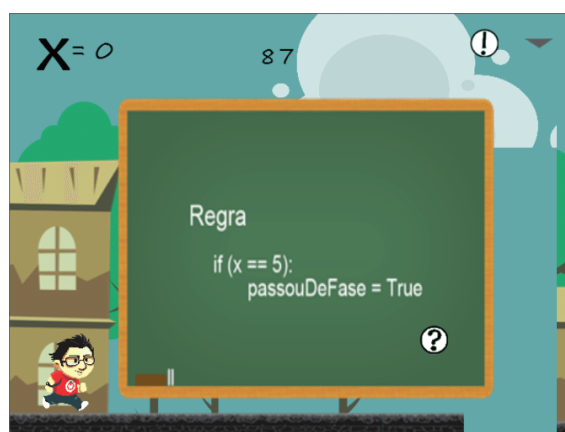 X = 0
87
!
Regra
if (x == 5):
passouDeFase = True
?